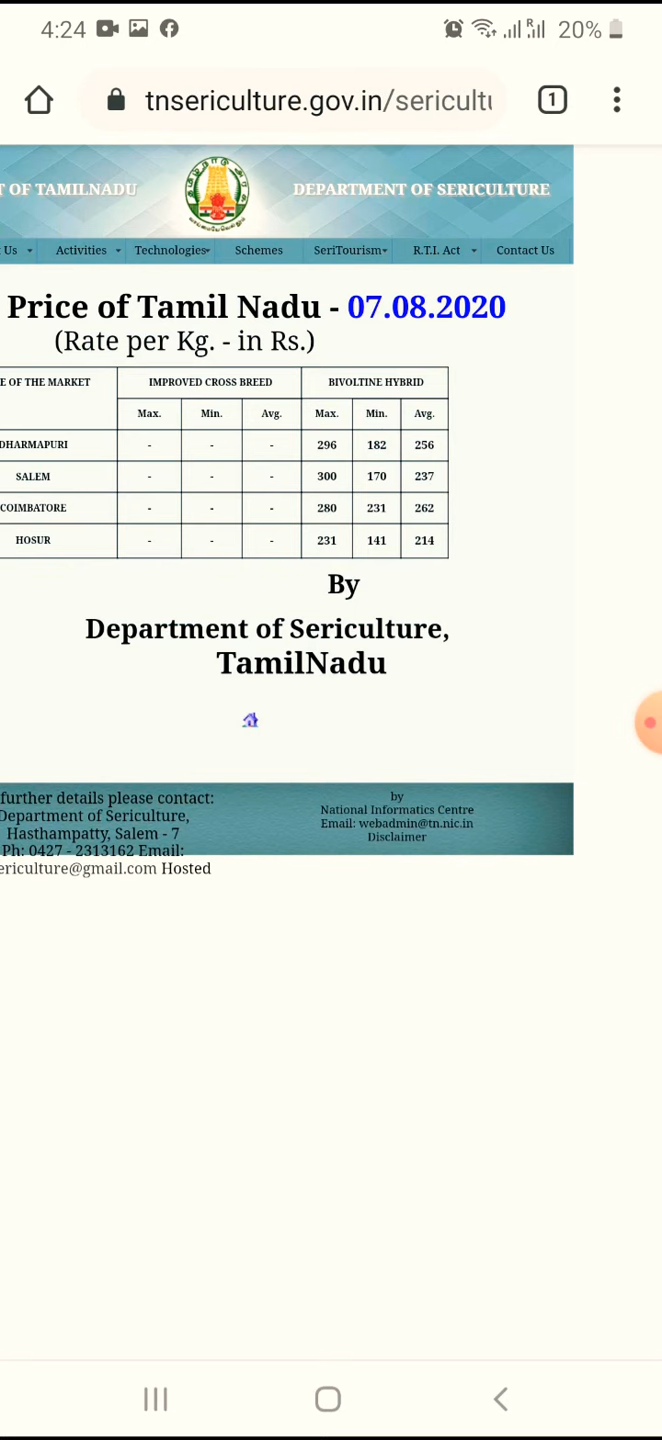 4:24 20%
tnsericulture.gov.in/sericultu 1
T OF TAMILNADU DEPARTMENT OF SERICULTURE
Us Activities Technologies Schemes SeriTourism R.T.I. Act Contact Us
Price of Tamil Nadu - 07.08.2020
(Rate per Kg. - in Rs.)
E OF THE MARKET IMPROVED CROSS BREED BIVOLTINE HYBRID
Max. Min. Avg. Max. Min. Avg.
DHARMAPURI - - - 296 182 256
SALEM - - - 300 170 237
COIMBATORE - - - 280 231 262
HOSUR - - - 231 141 214
By
Department of Sericulture,
TamilNadu
further details please contact:
Department of Sericulture,
Hasthampatty, Salem - 7
Ph: 0427 - 2313162 Email:
ericulture@gmail.com Hosted
by
National Informatics Centre
Email: webadmin@tn.nic.in
Disclaimer